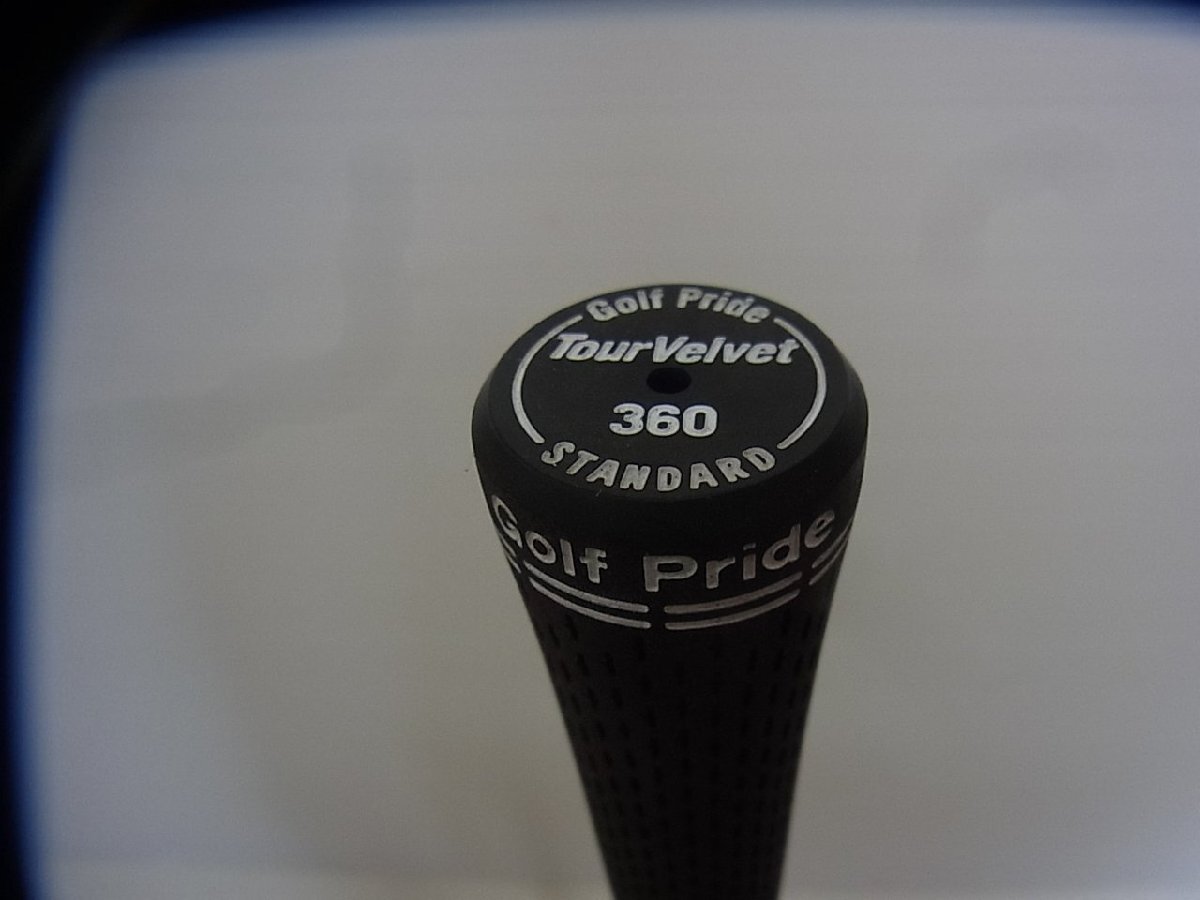 Golf Pride
TourVelvet
360
STANDARD
Golf Pride